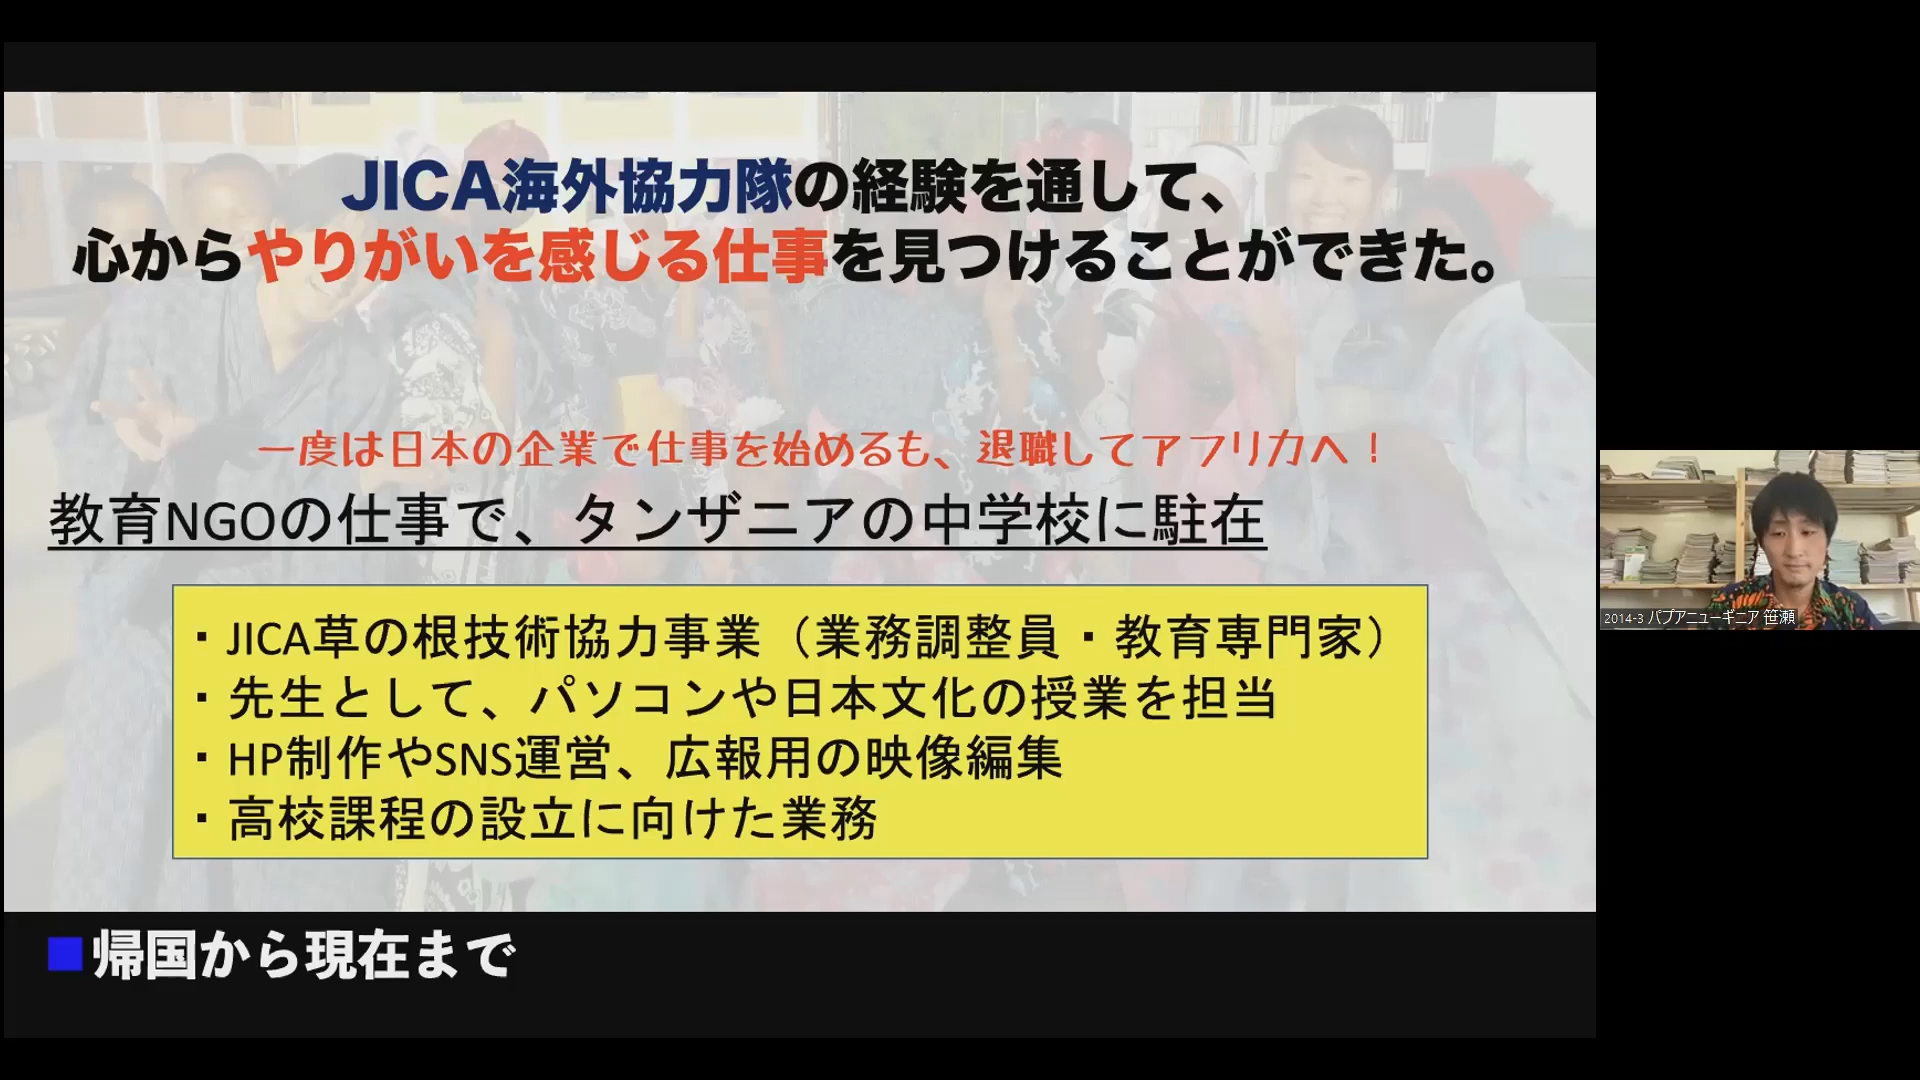 JICA海外協力隊の経験を通して、
心からやりがいを感じる仕事を見つけることができた。
一度は日本の企業で仕事を始めるも、退職してアフリカへ！
教育NGOの仕事で、タンザニアの中学校に駐在
・JICA草の根技術協力事業（業務調整員・教育専門家）
・先生として、パソコンや日本文化の授業を担当
・HP制作やSNS運営、広報用の映像編集
・高校課程の設立に向けた業務
■帰国から現在まで
2014-3 パプアニューギニア 笹瀬